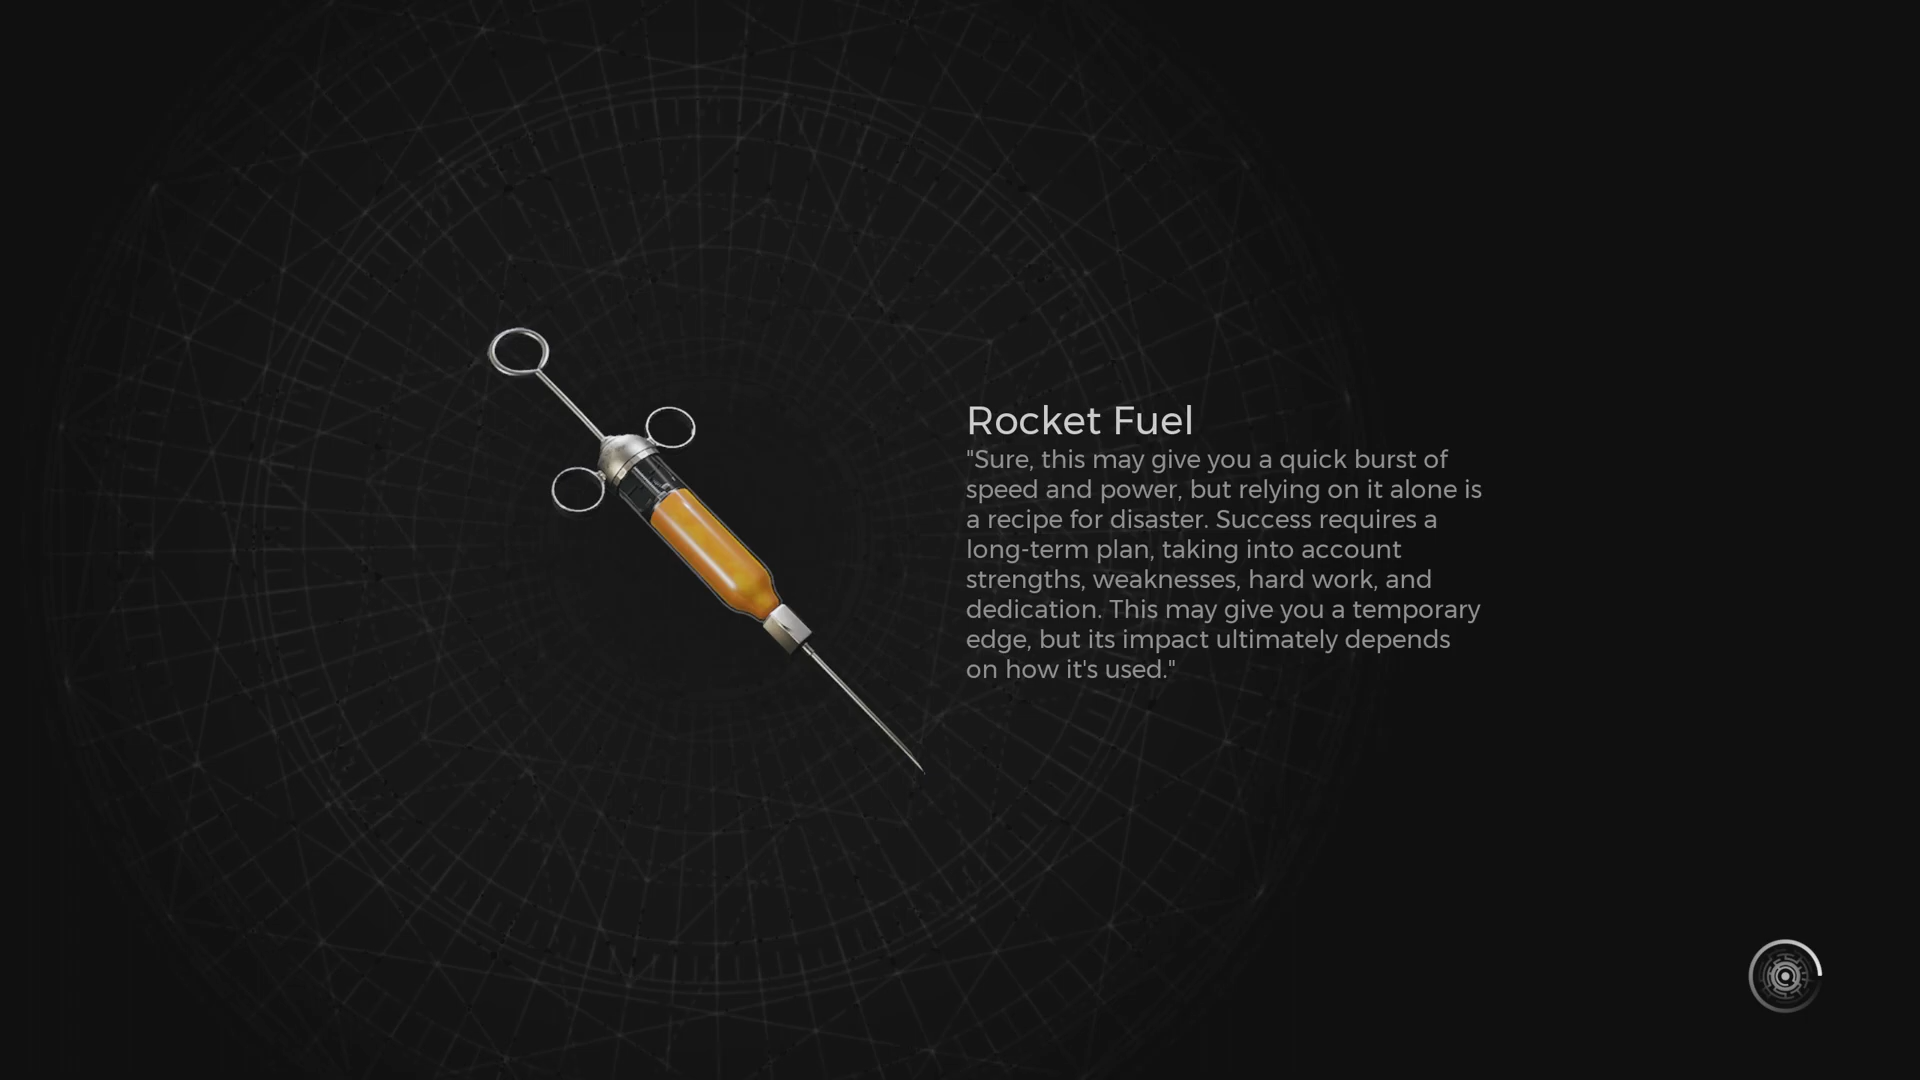 Rocket Fuel
"Sure, this may give you a quick burst of
speed and power, but relying on it alone is
a recipe for disaster. Success requires a
long-term plan, taking into account
strengths, weaknesses, hard work, and
dedication. This may give you a temporary
edge, but its impact ultimately depends
on how it's used."